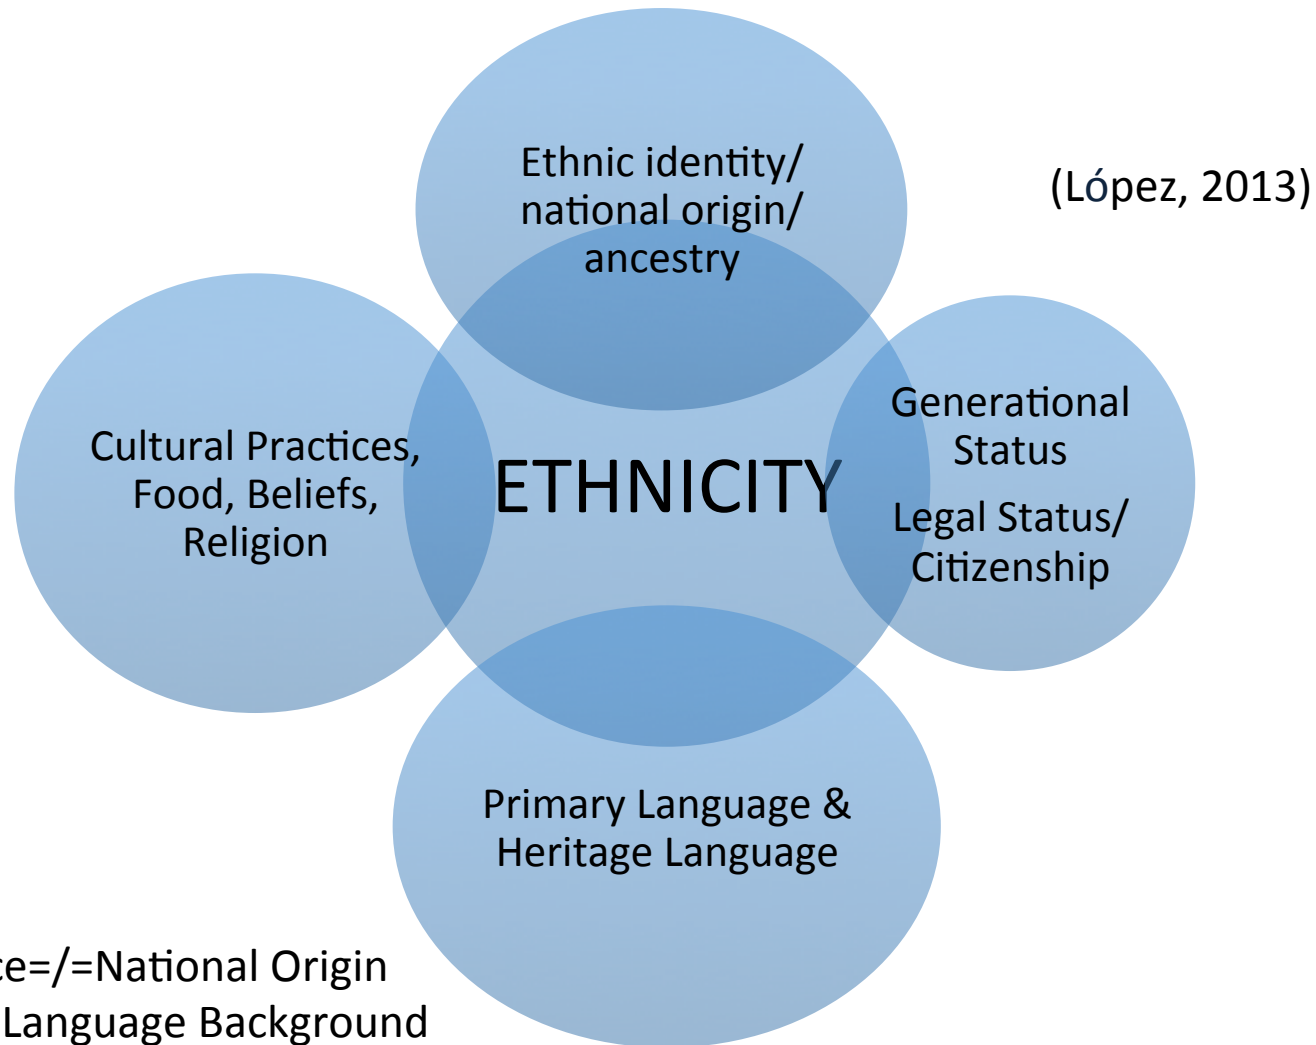 Ethnic identity/
national origin/
ancestry
(López, 2013)
Generational
Status
Legal Status/
Citizenship
Cultural Practices,
Food, Beliefs,
Religion
ETHNICITY
Primary Language &
Heritage Language
ce=/=National Origin
Language Background